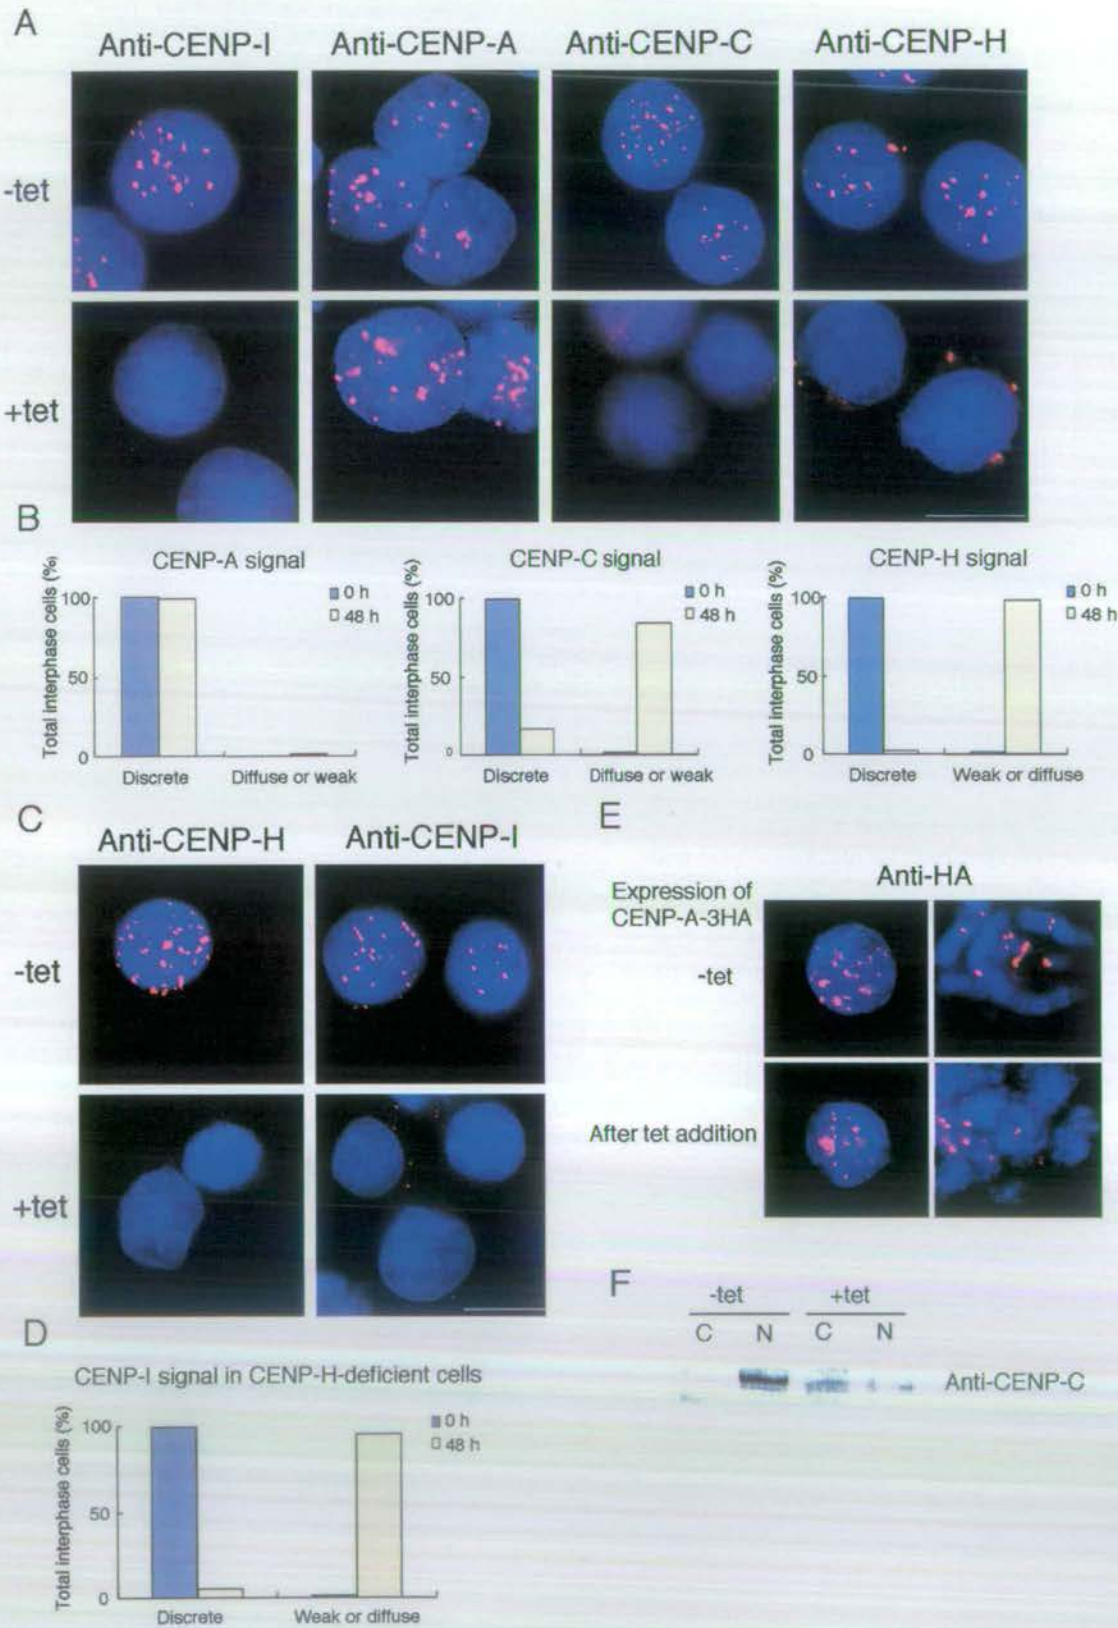 A
Anti-CENP-I Anti-CENP-A Anti-CENP-C Anti-CENP-H
-tet
+tet
B
CENP-A signal
Total interphase cells (%)
100
50
0
0 h
48 h
Discrete Diffuse or weak
CENP-C signal
Total interphase cells (%)
100
50
0
0 h
48 h
Discrete Diffuse or weak
CENP-H signal
Total interphase cells (%)
100
50
0
0 h
48 h
Discrete Weak or diffuse
C
Anti-CENP-H Anti-CENP-I
-tet
+tet
D
CENP-I signal in CENP-H-deficient cells
Total interphase cells (%)
100
50
0
0 h
48 h
Discrete Weak or diffuse
E
Anti-HA
Expression of
CENP-A-3HA
-tet
After tet addition
F
-tet +tet
C N C N
Anti-CENP-C